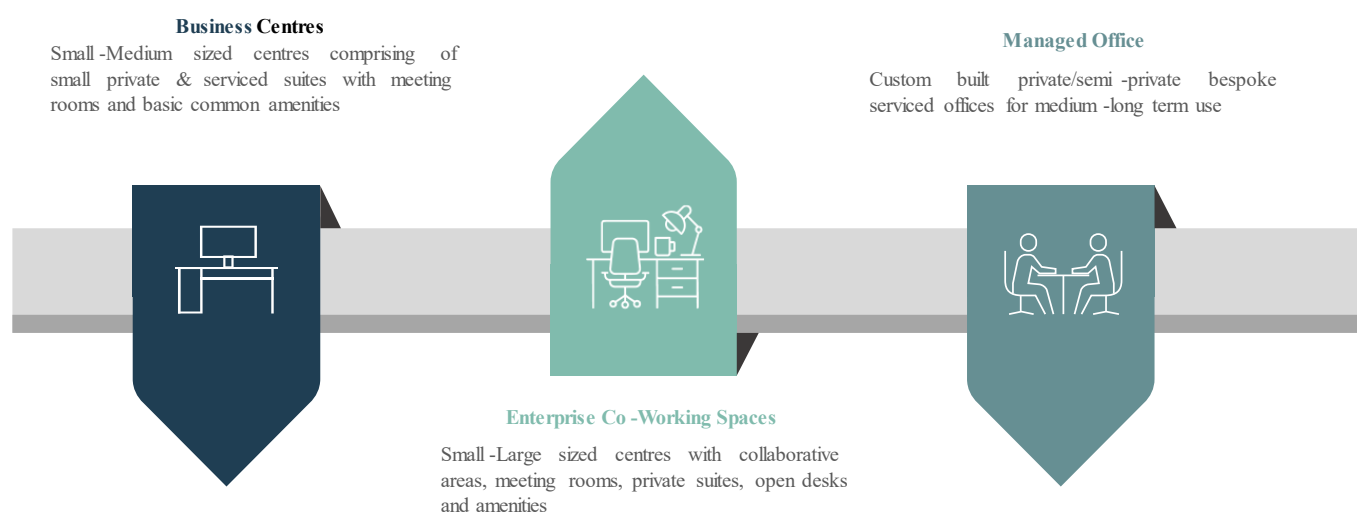 Business Centres
Small-Medium sized centres comprising of
small private & serviced suites with meeting
rooms and basic common amenities
Managed Office
Custom built private/semi-private bespoke
serviced offices for medium-long term use
Enterprise Co-Working Spaces
Small-Large sized centres with collaborative
areas, meeting rooms, private suites, open desks
and amenities